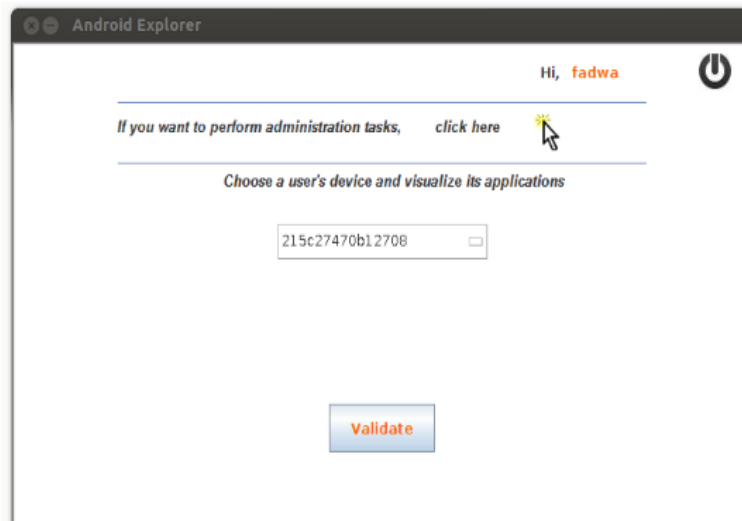 Android Explorer
Hi, fadwa
If you want to perform administration tasks, click here
Choose a user's device and visualize its applications
215c27470b12708
Validate